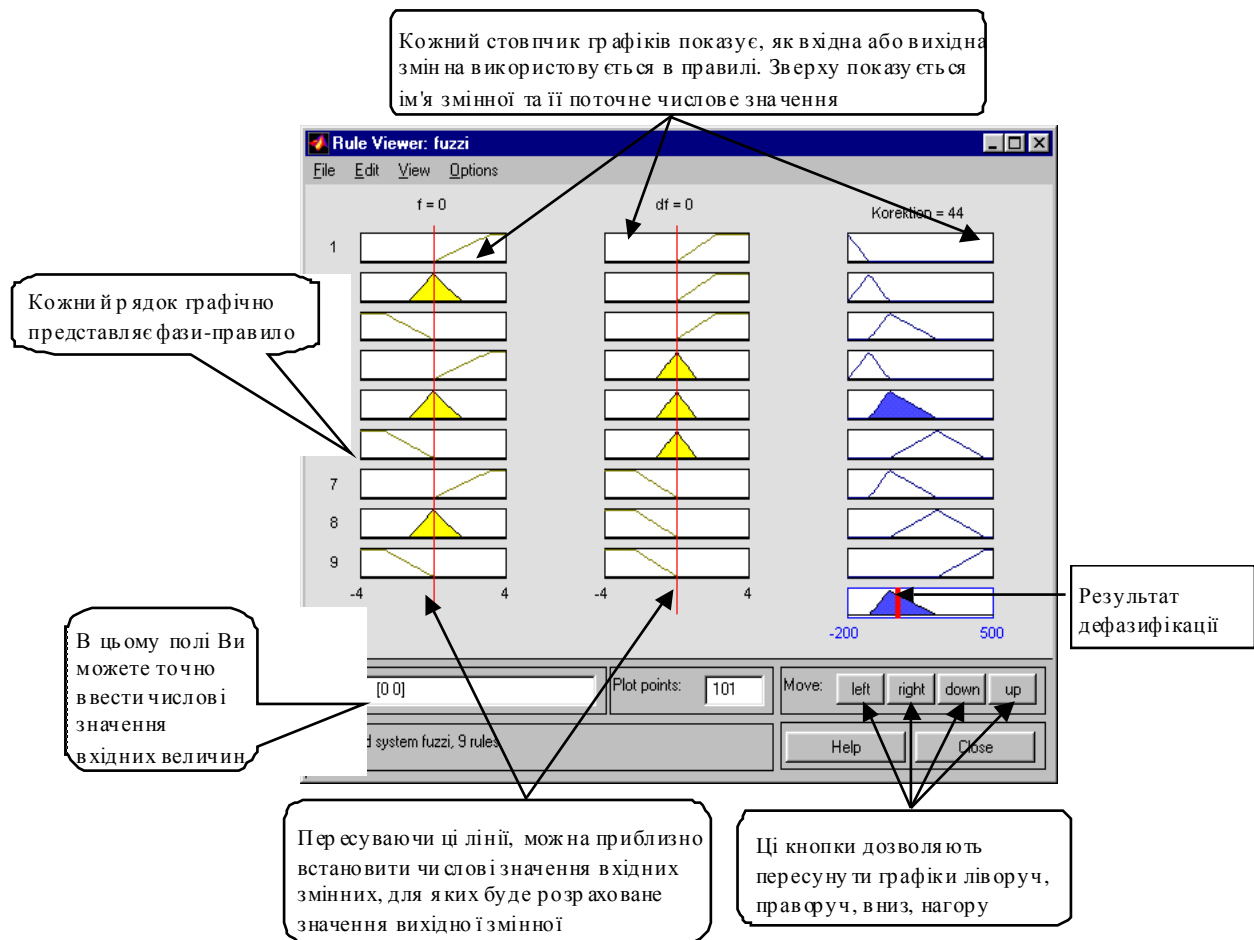 Кожний стовпчик графіків показує, як вхідна або вихідна
змінна використовується в правилі. Зверху показується
ім'я змінної та її поточне числове значення
Rule Viewer: fuzzi
File Edit View Options
f = 0 df = 0 Korektion = 44
1
Кожний рядок графічно
представляє фази-правило
7
8
9
-4 4 -4 4
-200 500
Результат
дефазифікації
В цьому полі Ви
можете точно
ввести числові
значення
вхідних величин
[0 0] Plot points: 101 Move: left right down up
d system fuzzi, 9 rules Help Close
Пересуваючи ці лінії, можна приблизно
встановити числові значення вхідних
змінних, для яких буде розраховане
значення вихідної змінної
Ці кнопки дозволяють
пересунути графіки ліворуч,
праворуч, вниз, нагору